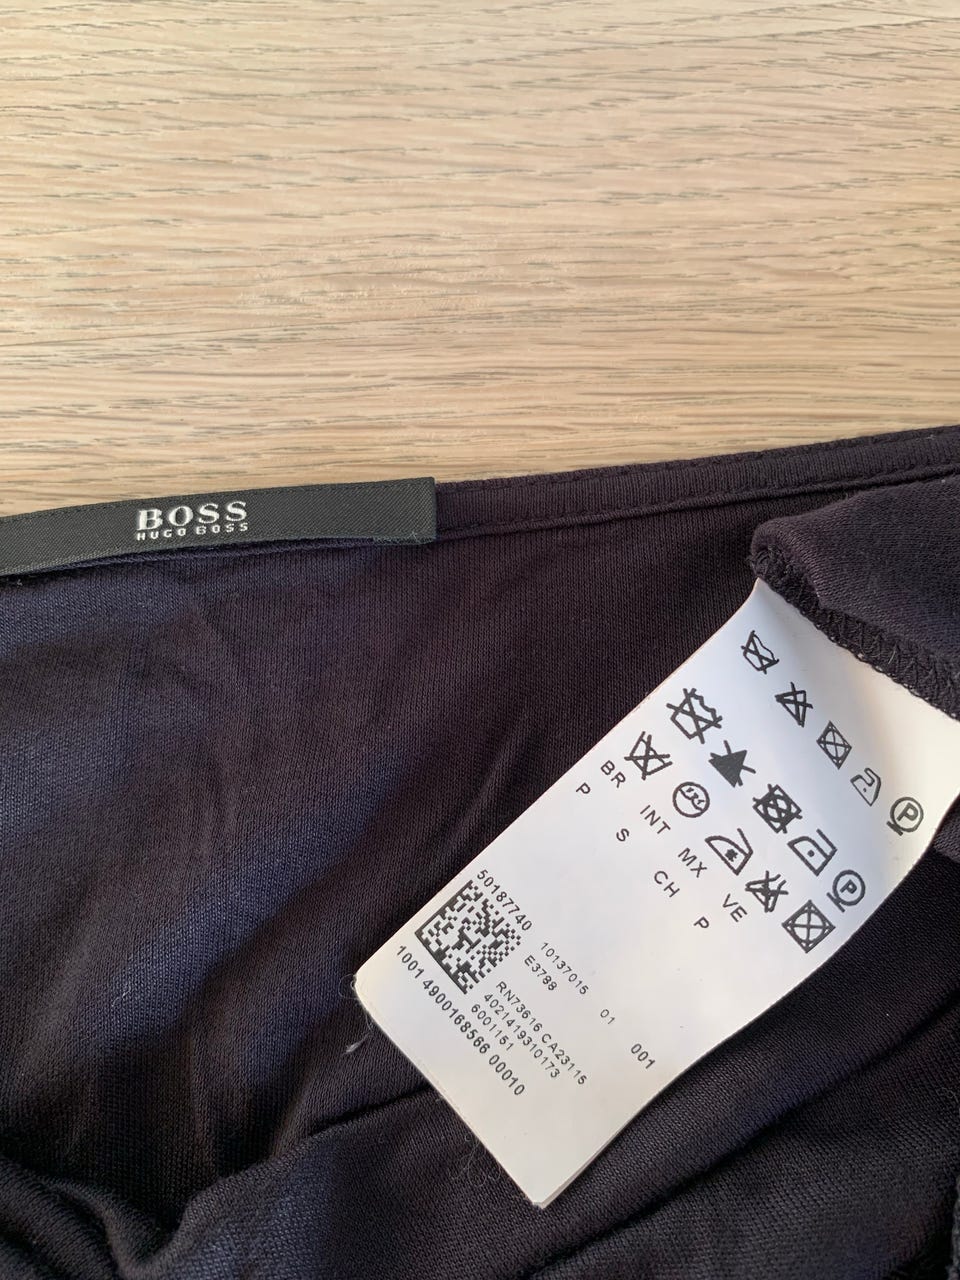 BOSS
HUGO BOSS
BR INT MX VE
P S CH P
50187740 10137015 01 001
E3788
RN73616 CA23115
4021419310173
6001151
1001 4900168566 00010